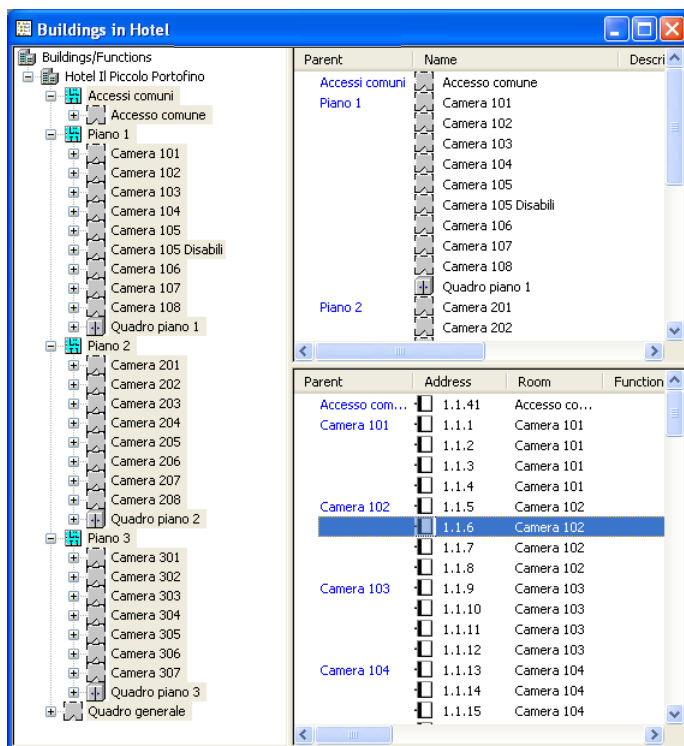 Buildings in Hotel
Buildings/Functions
Hotel Il Piccolo Portofino
Accessi comuni
Accesso comune
Piano 1
Camera 101
Camera 102
Camera 103
Camera 104
Camera 105
Camera 105 Disabili
Camera 106
Camera 107
Camera 108
Quadro piano 1
Piano 2
Camera 201
Camera 202
Camera 203
Camera 204
Camera 205
Camera 206
Camera 207
Camera 208
Quadro piano 2
Piano 3
Camera 301
Camera 302
Camera 303
Camera 304
Camera 305
Camera 306
Camera 307
Quadro piano 3
Quadro generale
Parent Name Descri
Accessi comuni Accesso comune
Piano 1 Camera 101
Camera 102
Camera 103
Camera 104
Camera 105
Camera 105 Disabili
Camera 106
Camera 107
Camera 108
Quadro piano 1
Piano 2 Camera 201
Camera 202
Parent Address Room Function
Accesso com... 1.1.41 Accesso co...
Camera 101 1.1.1 Camera 101
1.1.2 Camera 101
1.1.3 Camera 101
1.1.4 Camera 101
Camera 102 1.1.5 Camera 102
1.1.6 Camera 102
1.1.7 Camera 102
1.1.8 Camera 102
Camera 103 1.1.9 Camera 103
1.1.10 Camera 103
1.1.11 Camera 103
1.1.12 Camera 103
Camera 104 1.1.13 Camera 104
1.1.14 Camera 104
1.1.15 Camera 104